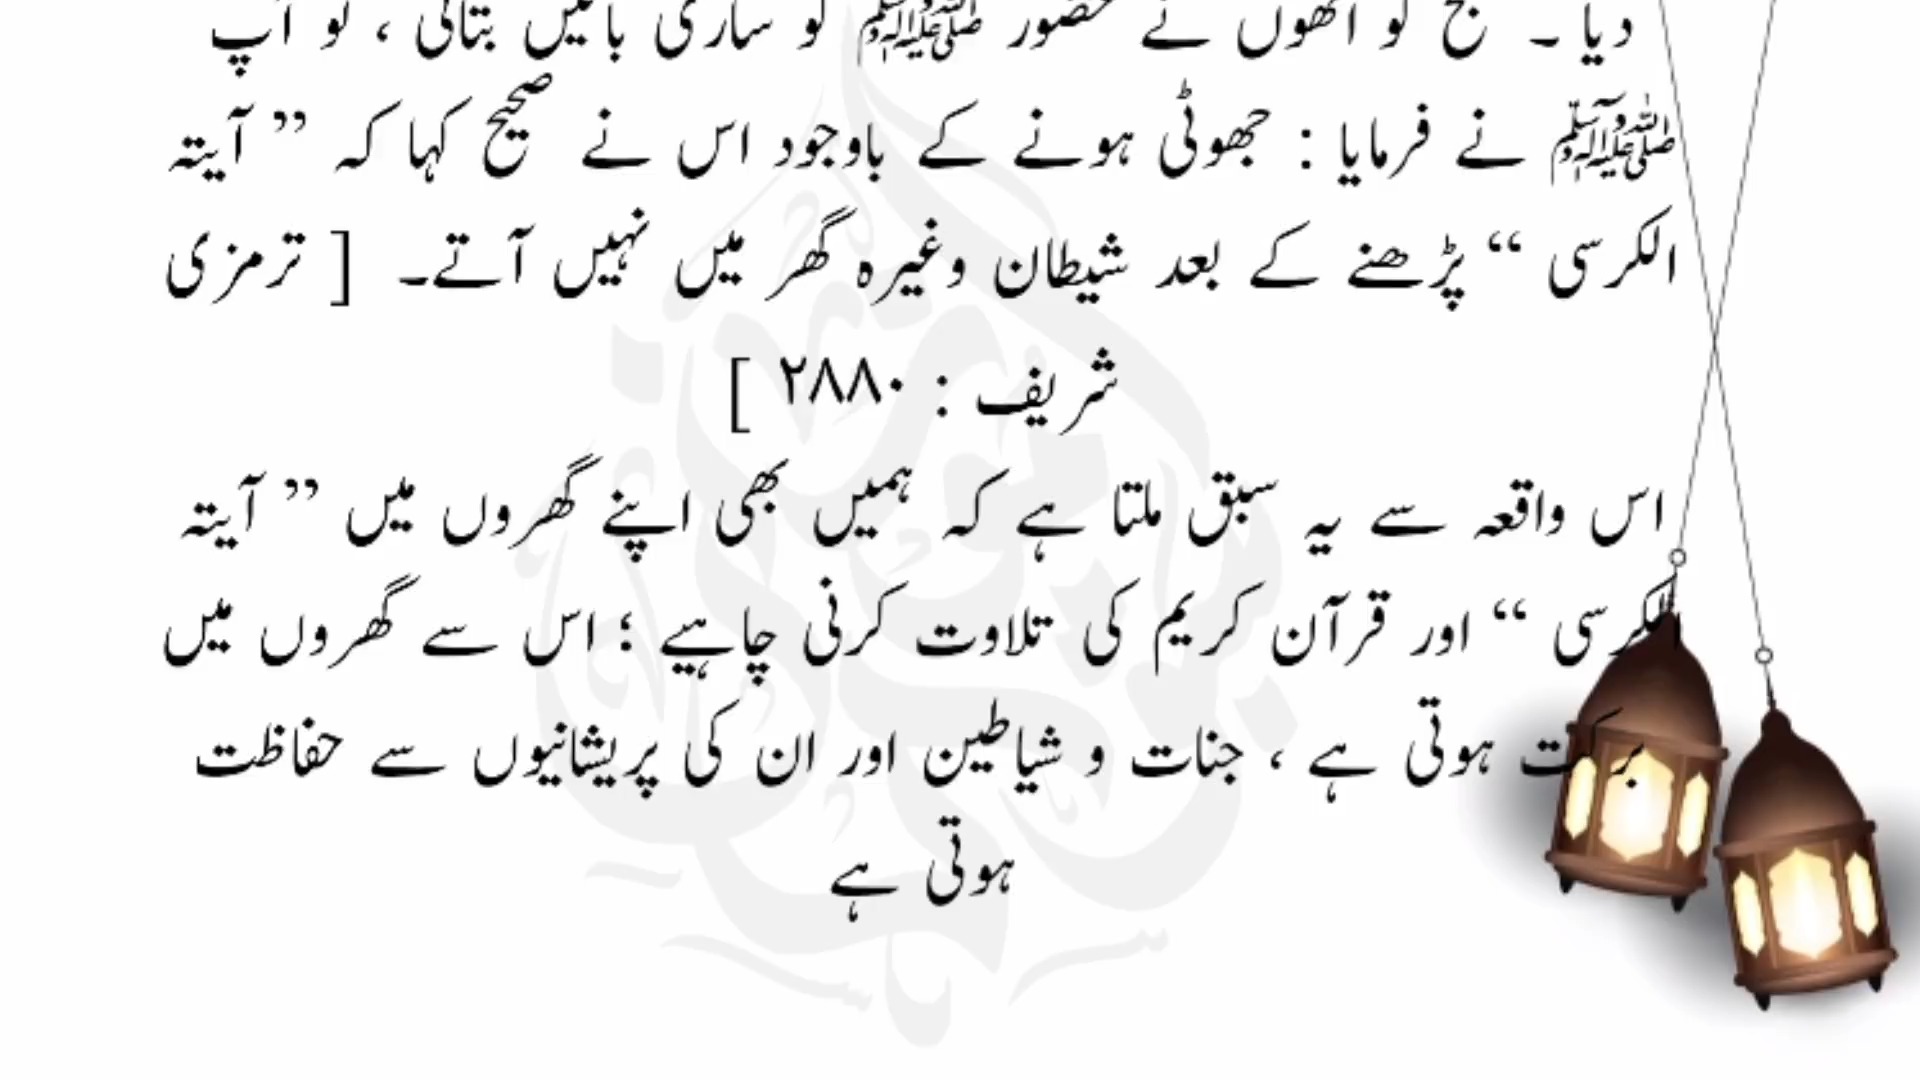 دیا ۔ صبح کو انھوں نے حضور ﷺ کو ساری باتیں بتائی ، تو آپ
ﷺ نے فرمایا : جھوٹی ہونے کے باوجود اس نے صحیح کہا کہ ” آیتہ
الکرسی “ پڑھنے کے بعد شیطان وغیرہ گھر میں نہیں آتے۔ [ ترمزی
شریف : ۲۸۸۰ ]
اس واقعہ سے یہ سبق ملتا ہے کہ ہمیں بھی اپنے گھروں میں ” آیتہ
الکرسی “ اور قرآن کریم کی تلاوت کرنی چاہیے ؛ اس سے گھروں میں
برکت ہوتی ہے ، جنات و شیاطین اور ان کی پریشانیوں سے حفاظت
ہوتی ہے